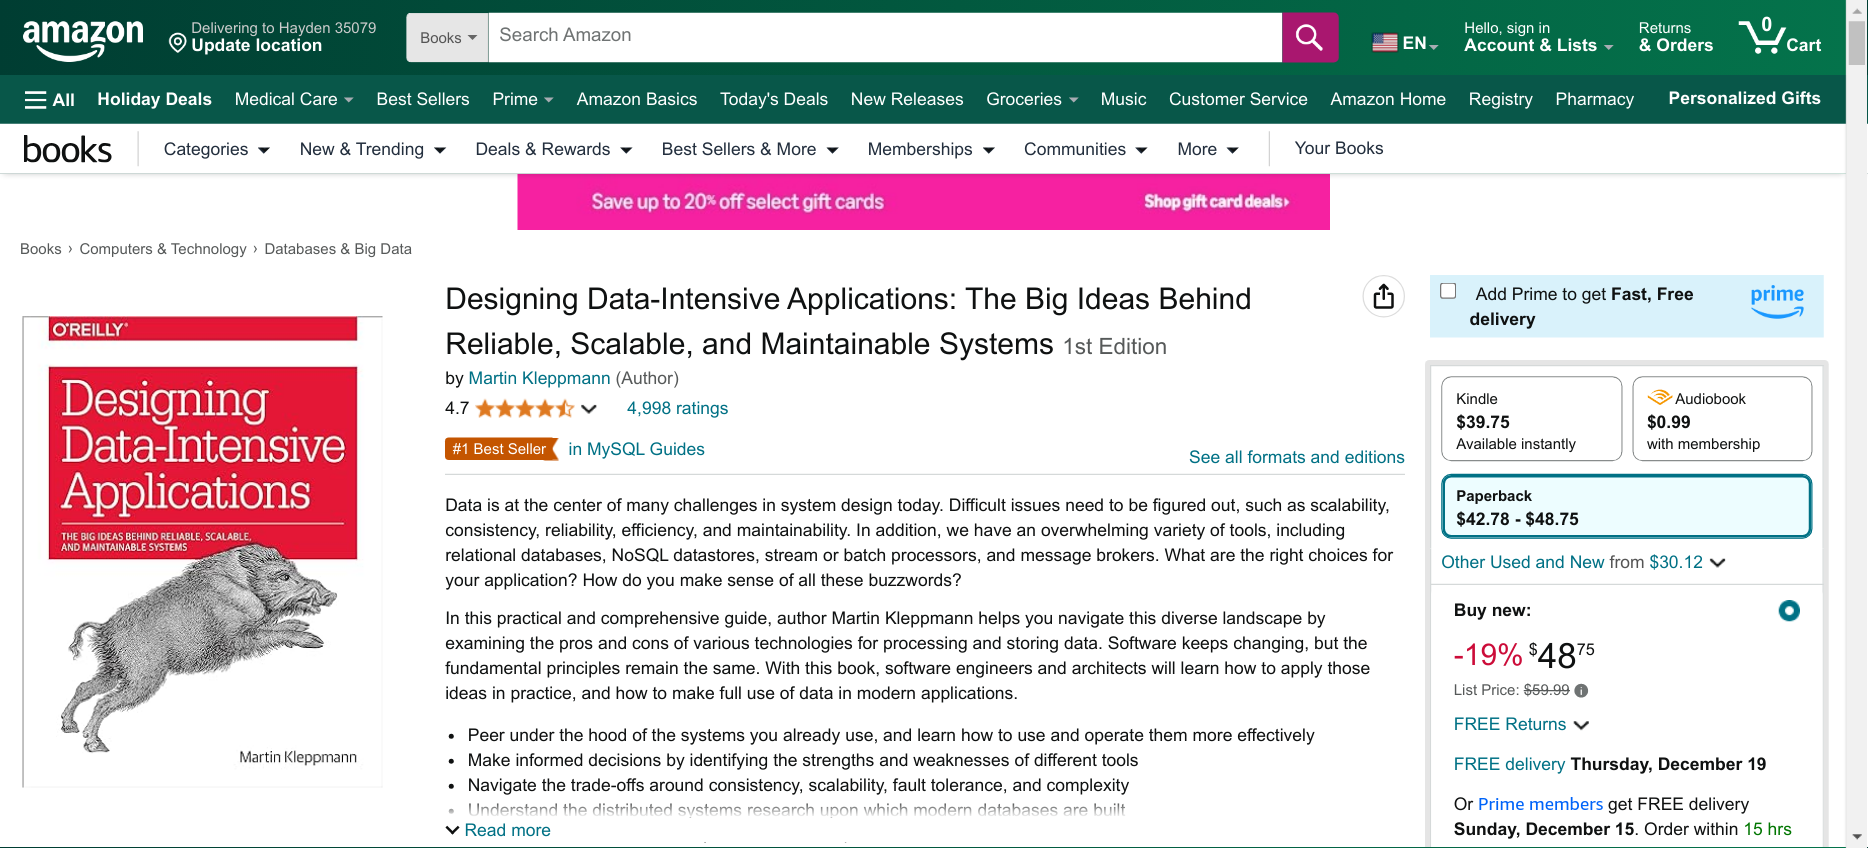 amazon
Delivering to Hayden 35079
Update location
Books
Search Amazon
EN
Hello, sign in
Account & Lists
Returns
& Orders
0
Cart
All
Holiday Deals
Medical Care
Best Sellers
Prime
Amazon Basics
Today's Deals
New Releases
Groceries
Music
Customer Service
Amazon Home
Registry
Pharmacy
Personalized Gifts
books
Categories
New & Trending
Deals & Rewards
Best Sellers & More
Memberships
Communities
More
Your Books
Save up to 20% off select gift cards
Shop gift card deals›
Books › Computers & Technology › Databases & Big Data
O'REILLY®
Designing
Data-Intensive
Applications
THE BIG IDEAS BEHIND RELIABLE, SCALABLE,
AND MAINTAINABLE SYSTEMS
Martin Kleppmann
Designing Data-Intensive Applications: The Big Ideas Behind
Reliable, Scalable, and Maintainable Systems 1st Edition
by Martin Kleppmann (Author)
4.7
4,998 ratings
#1 Best Seller
in MySQL Guides
See all formats and editions
Data is at the center of many challenges in system design today. Difficult issues need to be figured out, such as scalability,
consistency, reliability, efficiency, and maintainability. In addition, we have an overwhelming variety of tools, including
relational databases, NoSQL datastores, stream or batch processors, and message brokers. What are the right choices for
your application? How do you make sense of all these buzzwords?
In this practical and comprehensive guide, author Martin Kleppmann helps you navigate this diverse landscape by
examining the pros and cons of various technologies for processing and storing data. Software keeps changing, but the
fundamental principles remain the same. With this book, software engineers and architects will learn how to apply those
ideas in practice, and how to make full use of data in modern applications.
• Peer under the hood of the systems you already use, and learn how to use and operate them more effectively
• Make informed decisions by identifying the strengths and weaknesses of different tools
• Navigate the trade-offs around consistency, scalability, fault tolerance, and complexity
• Understand the distributed systems research upon which modern databases are built
Read more
Add Prime to get Fast, Free
delivery
prime
Kindle
$39.75
Available instantly
Audiobook
$0.99
with membership
Paperback
$42.78 - $48.75
Other Used and New from $30.12
Buy new:
-19% $48 75
List Price: $59.99
FREE Returns
FREE delivery Thursday, December 19
Or Prime members get FREE delivery
Sunday, December 15. Order within 15 hrs